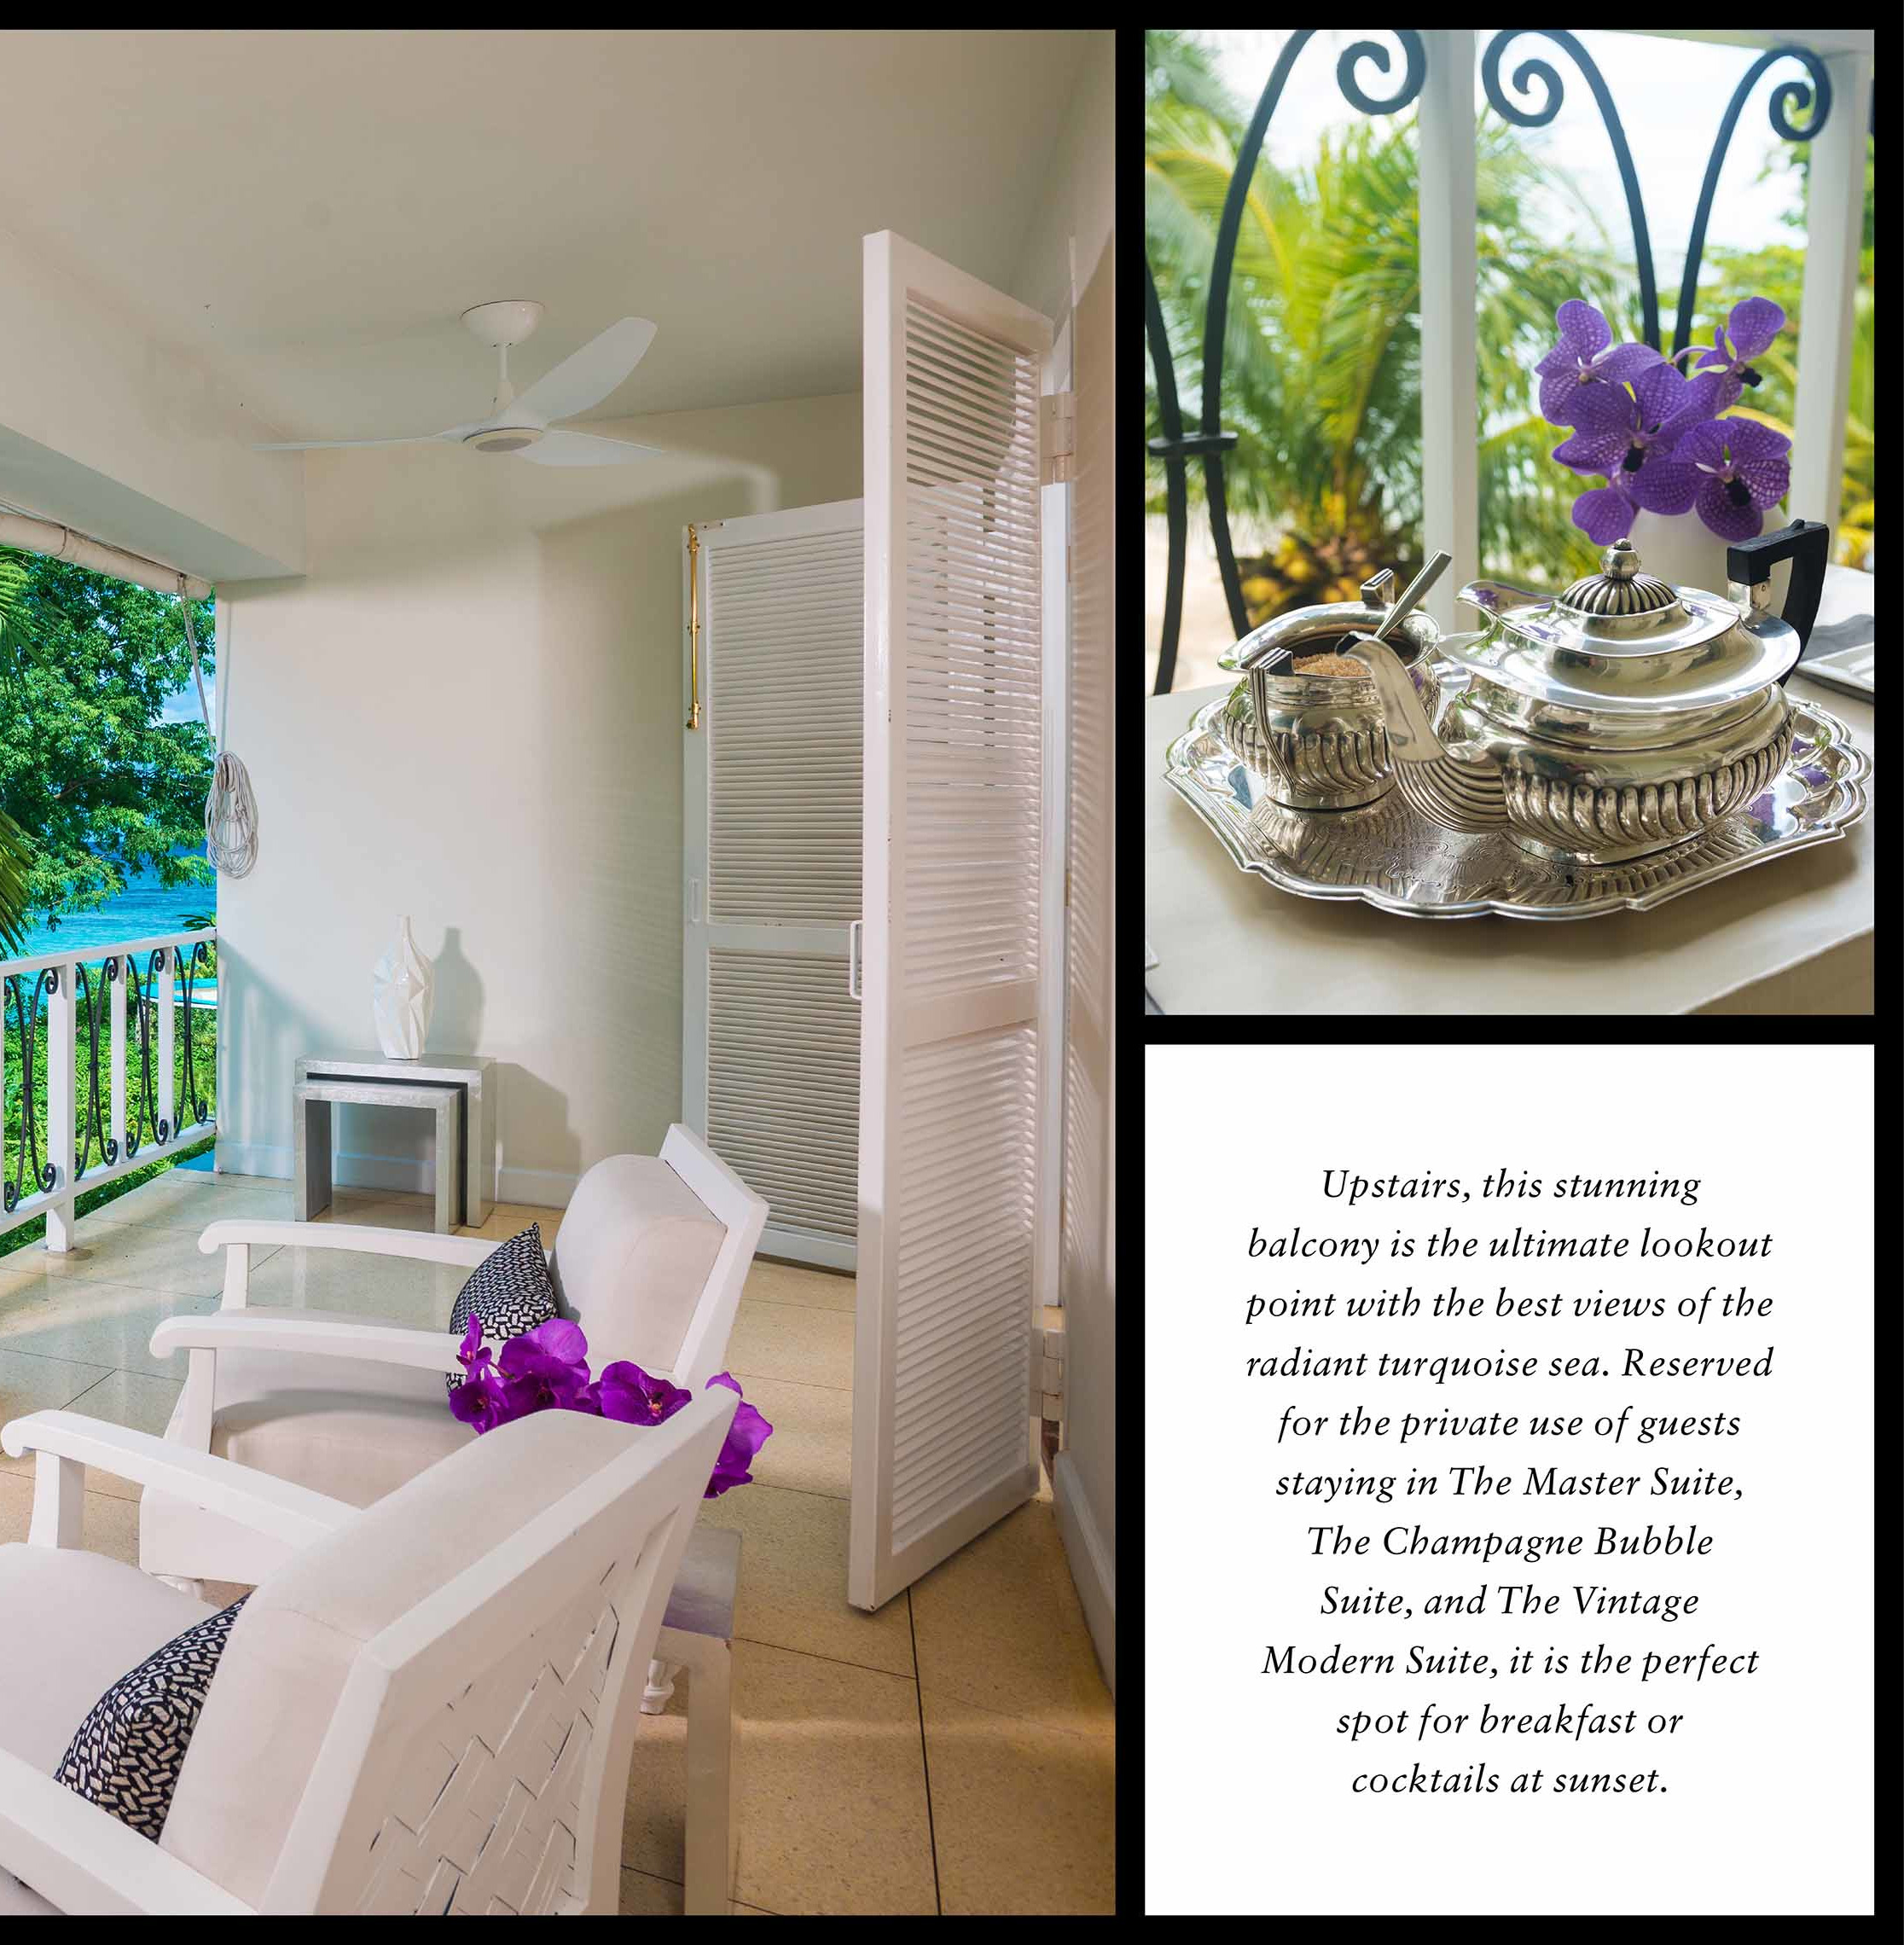 Upstairs, this stunning
balcony is the ultimate lookout
point with the best views of the
radiant turquoise sea. Reserved
for the private use of guests
staying in The Master Suite,
The Champagne Bubble
Suite, and The Vintage
Modern Suite, it is the perfect
spot for breakfast or
cocktails at sunset.